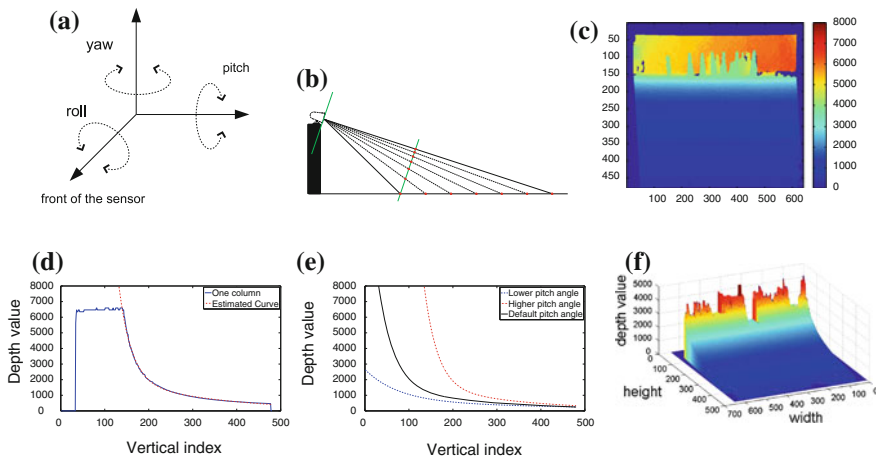 (a)
yaw
pitch
roll
front of the sensor
(b)
(c)
50
100
150
200
250
300
350
400
450
100 200 300 400 500 600
8000
7000
6000
5000
4000
3000
2000
1000
0
(d)
8000
7000
6000
5000
4000
3000
2000
1000
0
Depth value
One column
Estimated Curve
0 100 200 300 400 500
Vertical index
(e)
8000
7000
6000
5000
4000
3000
2000
1000
0
Depth value
Lower pitch angle
Higher pitch angle
Default pitch angle
0 100 200 300 400 500
Vertical index
(f)
5000
4000
3000
2000
1000
0
depth value
0
100
200
300
400
500
height
700 600 500 400 300 200 100 0
width